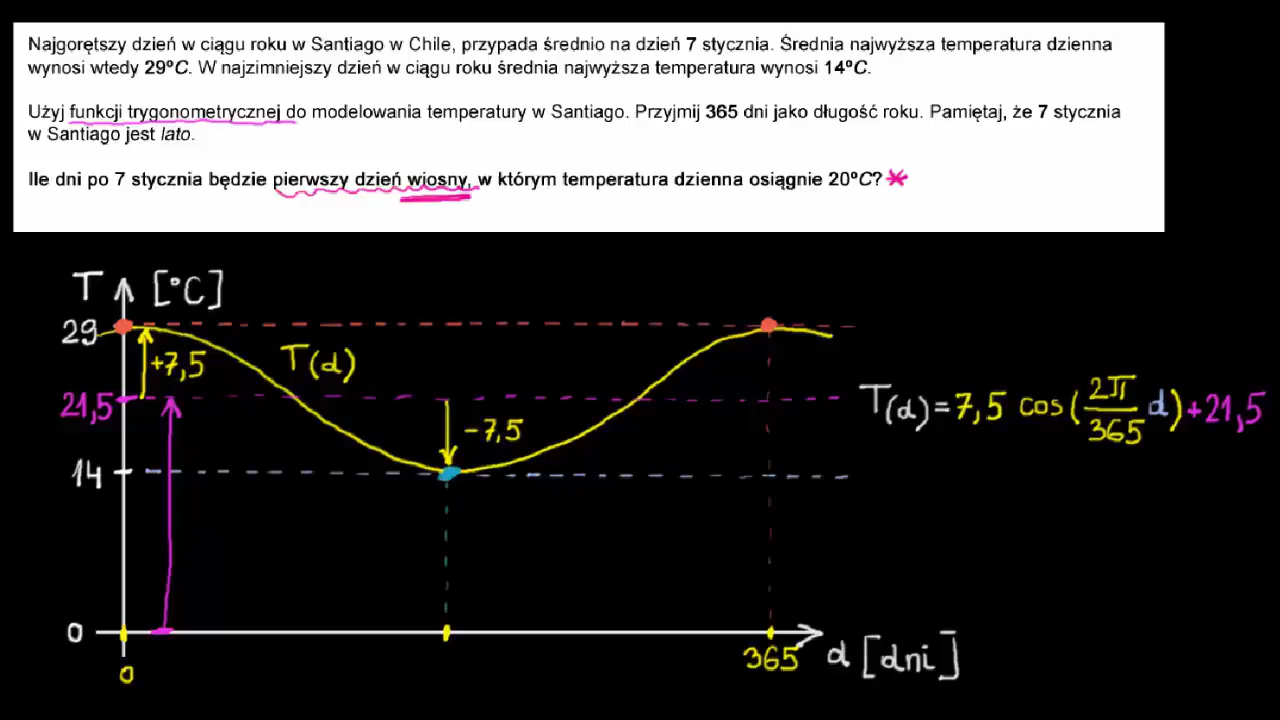 Najgorętszy dzień w ciągu roku w Santiago w Chile, przypada średnio na dzień 7 stycznia. Średnia najwyższa temperatura dzienna
wynosi wtedy 29°C. W najzimniejszy dzień w ciągu roku średnia najwyższa temperatura wynosi 14°C.
Użyj funkcji trygonometrycznej do modelowania temperatury w Santiago. Przyjmij 365 dni jako długość roku. Pamiętaj, że 7 stycznia
w Santiago jest lato.
Ile dni po 7 stycznia będzie pierwszy dzień wiosny, w którym temperatura dzienna osiągnie 20°C?
T [°C]
29
+7,5
T(d)
21,5
-7,5
T(d)=7,5 cos(2π/365 d)+21,5
14
0
0
365
d [dni]